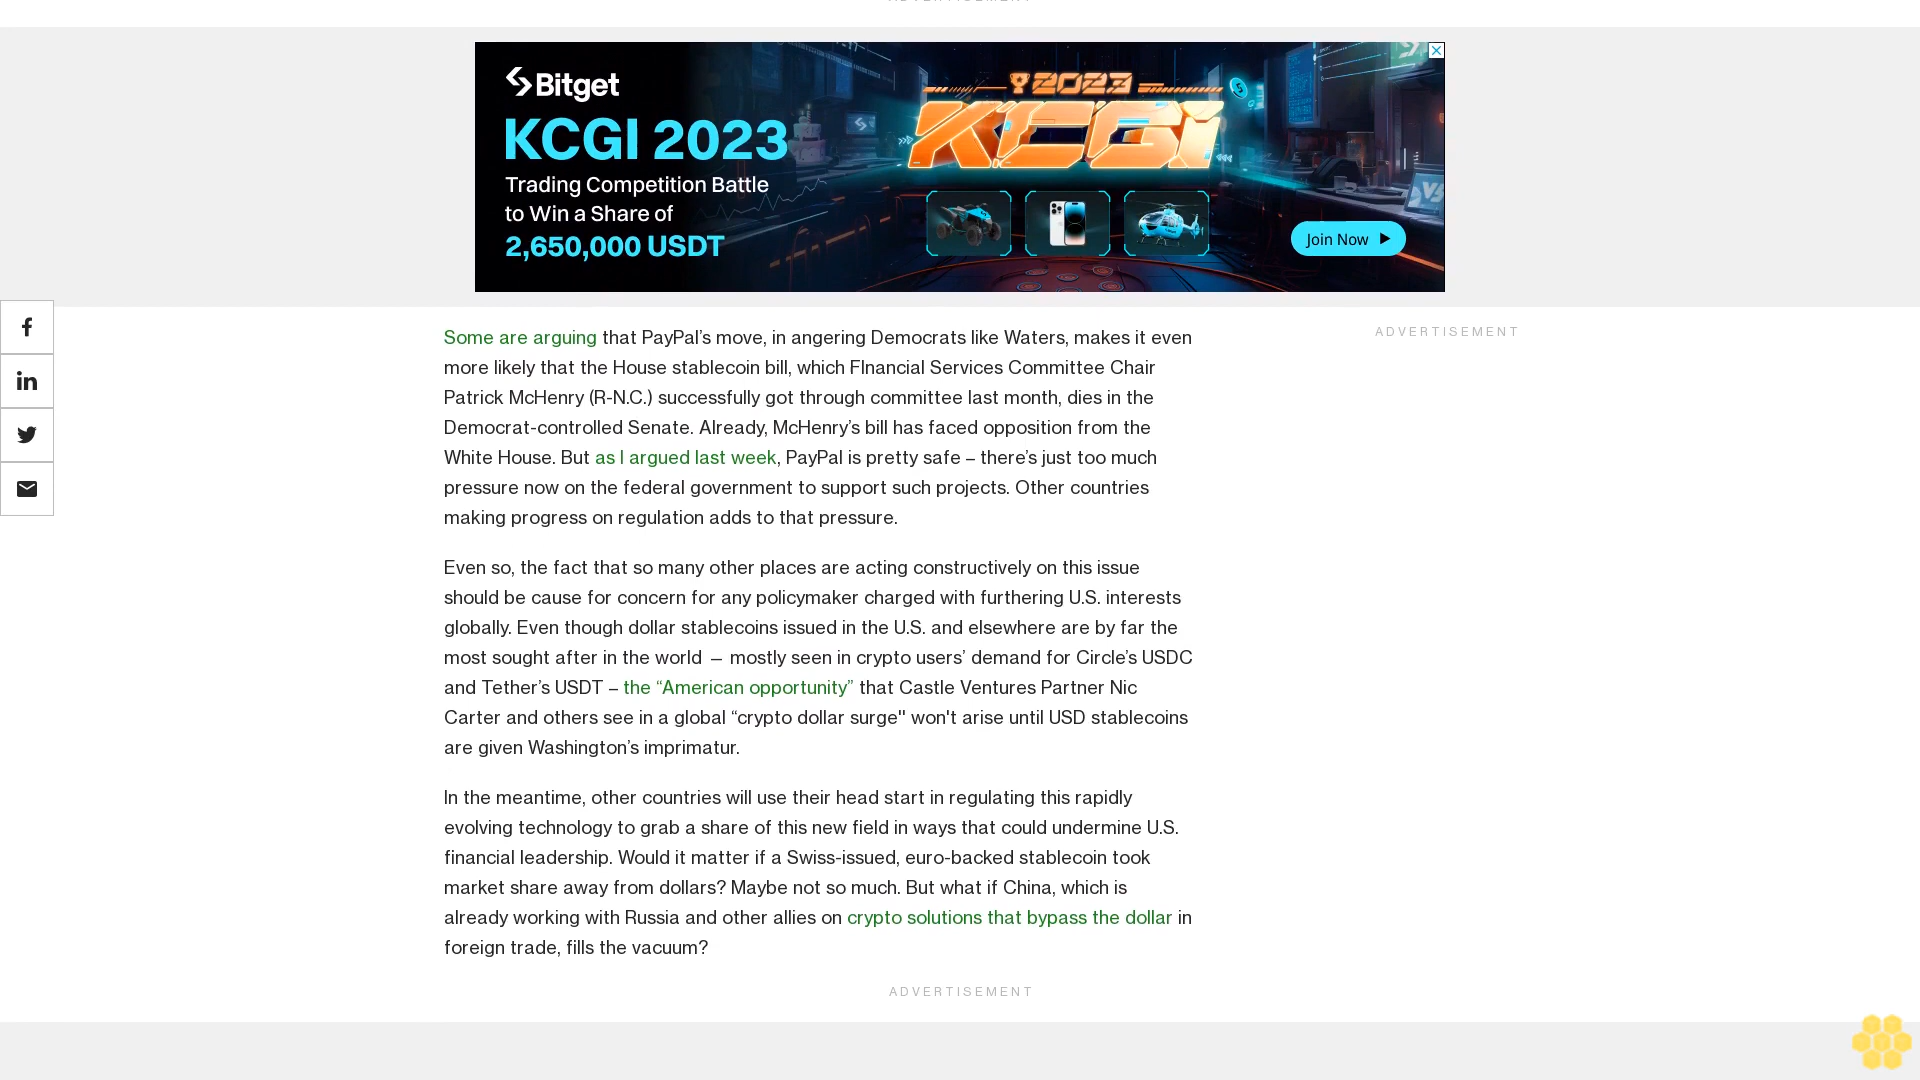 Bitget
KCGI 2023
Trading Competition Battle
to Win a Share of
2,650,000 USDT
2023
KCGI
Join Now
ADVERTISEMENT
Some are arguing that PayPal’s move, in angering Democrats like Waters, makes it even
more likely that the House stablecoin bill, which FInancial Services Committee Chair
Patrick McHenry (R-N.C.) successfully got through committee last month, dies in the
Democrat-controlled Senate. Already, McHenry’s bill has faced opposition from the
White House. But as I argued last week, PayPal is pretty safe – there’s just too much
pressure now on the federal government to support such projects. Other countries
making progress on regulation adds to that pressure.
Even so, the fact that so many other places are acting constructively on this issue
should be cause for concern for any policymaker charged with furthering U.S. interests
globally. Even though dollar stablecoins issued in the U.S. and elsewhere are by far the
most sought after in the world — mostly seen in crypto users’ demand for Circle’s USDC
and Tether’s USDT – the “American opportunity” that Castle Ventures Partner Nic
Carter and others see in a global “crypto dollar surge" won't arise until USD stablecoins
are given Washington’s imprimatur.
In the meantime, other countries will use their head start in regulating this rapidly
evolving technology to grab a share of this new field in ways that could undermine U.S.
financial leadership. Would it matter if a Swiss-issued, euro-backed stablecoin took
market share away from dollars? Maybe not so much. But what if China, which is
already working with Russia and other allies on crypto solutions that bypass the dollar in
foreign trade, fills the vacuum?
ADVERTISEMENT